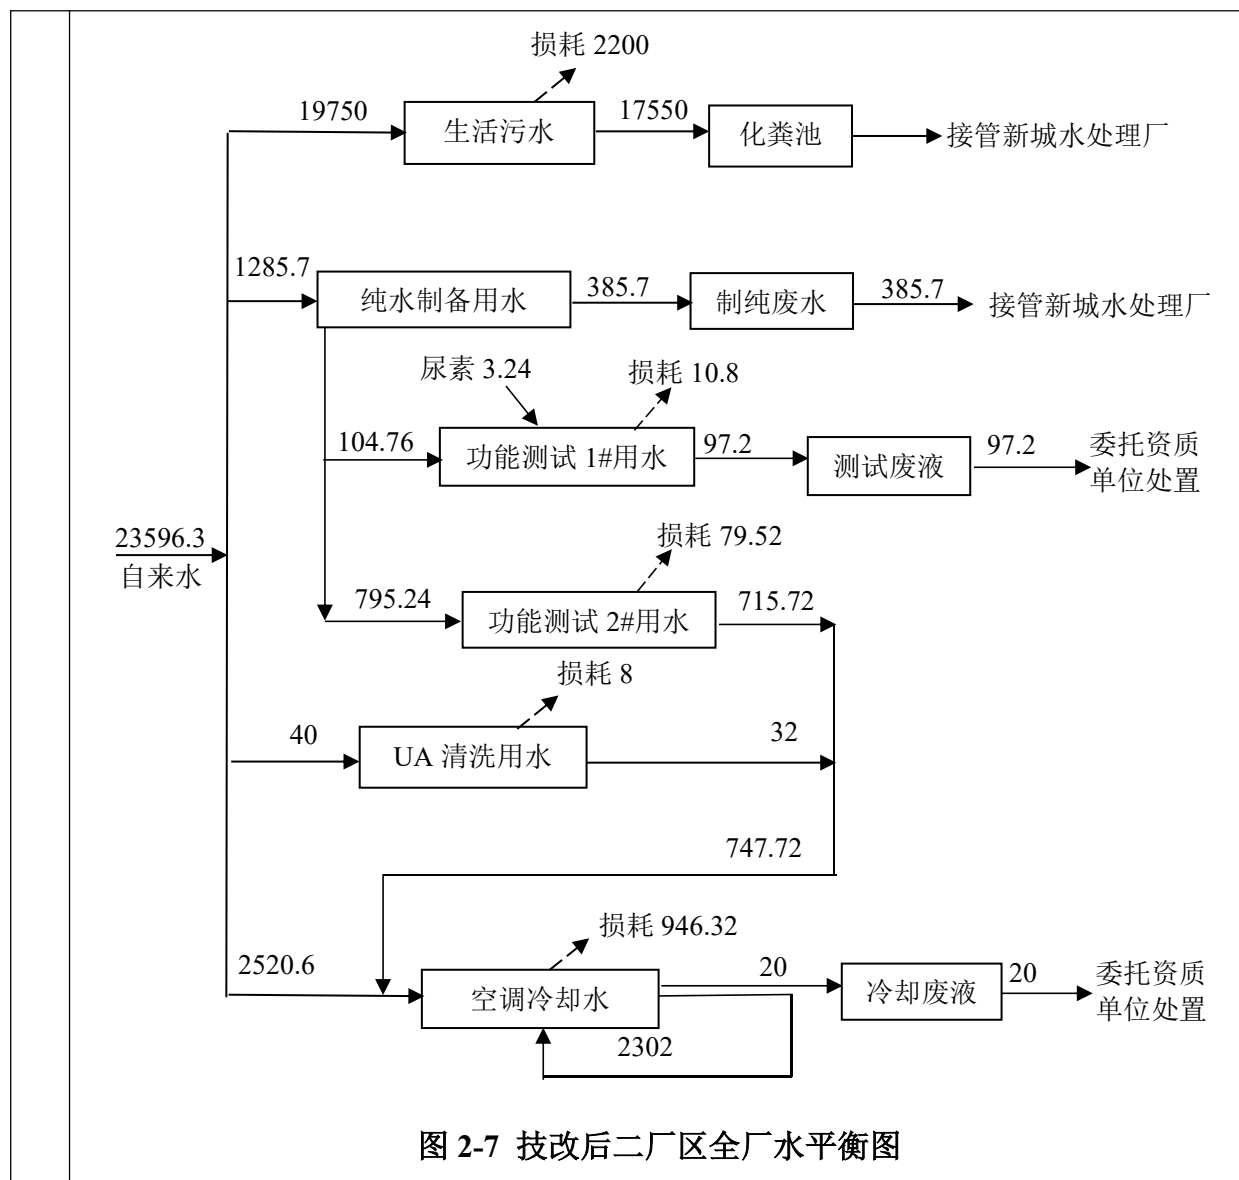 损耗 2200
19750
生活污水
17550
化粪池
接管新城水处理厂
1285.7
纯水制备用水
385.7
制纯废水
385.7
接管新城水处理厂
尿素 3.24
损耗 10.8
104.76
功能测试 1#用水
97.2
测试废液
97.2
委托资质
单位处置
23596.3
自来水
损耗 79.52
795.24
功能测试 2#用水
715.72
损耗 8
40
UA 清洗用水
32
747.72
损耗 946.32
2520.6
空调冷却水
20
冷却废液
20
委托资质
单位处置
2302
图 2-7 技改后二厂区全厂水平衡图